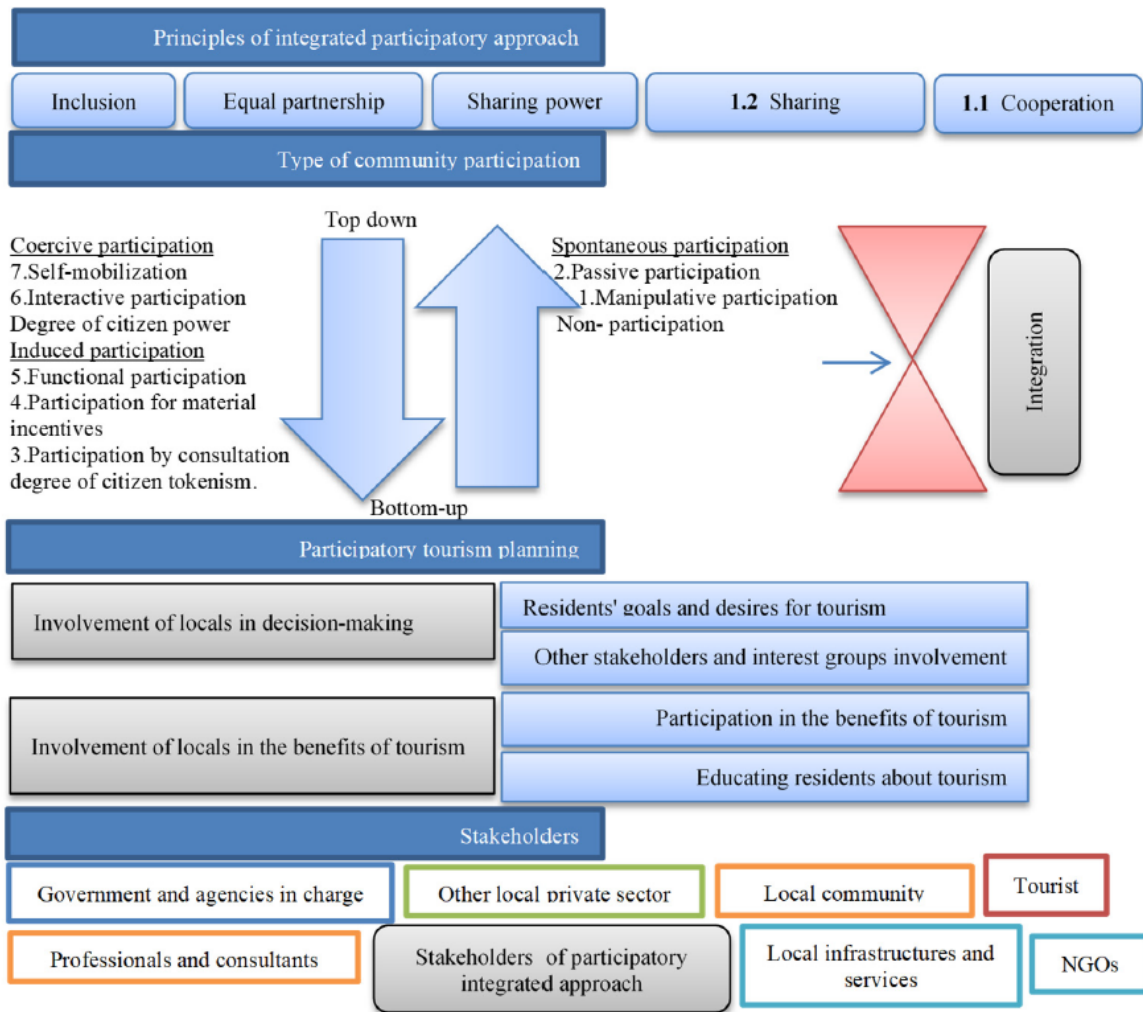 Principles of integrated participatory approach
Inclusion
Equal partnership
Sharing power
1.2 Sharing
1.1 Cooperation
Type of community participation
Top down
Coercive participation
7.Self-mobilization
6.Interactive participation
Degree of citizen power
Induced participation
5.Functional participation
4.Participation for material
incentives
3.Participation by consultation
degree of citizen tokenism.
Spontaneous participation
2.Passive participation
1.Manipulative participation
Non- participation
Integration
Bottom-up
Participatory tourism planning
Involvement of locals in decision-making
Residents' goals and desires for tourism
Other stakeholders and interest groups involvement
Involvement of locals in the benefits of tourism
Participation in the benefits of tourism
Educating residents about tourism
Stakeholders
Government and agencies in charge
Other local private sector
Local community
Tourist
Professionals and consultants
Stakeholders of participatory
integrated approach
Local infrastructures and
services
NGOs